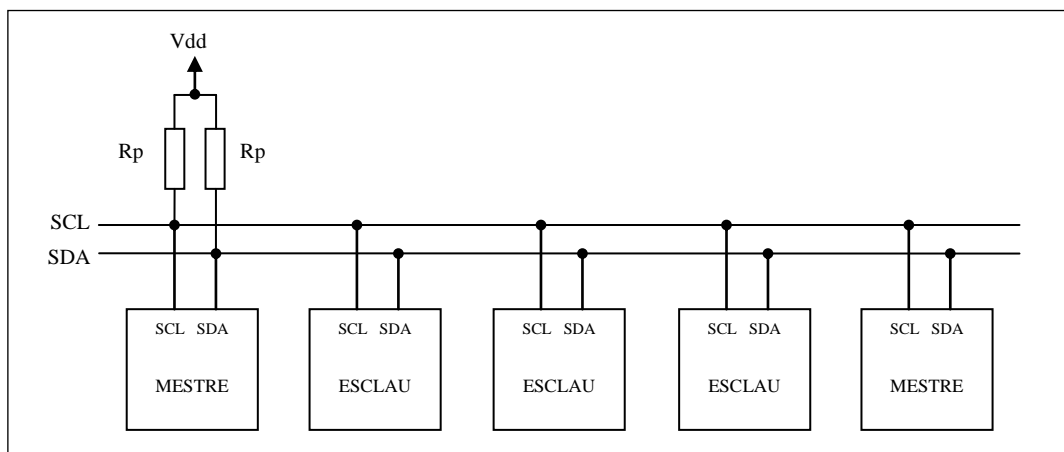 Vdd
Rp Rp
SCL
SDA
SCL SDA SCL SDA SCL SDA SCL SDA SCL SDA
MESTRE ESCLAU ESCLAU ESCLAU MESTRE